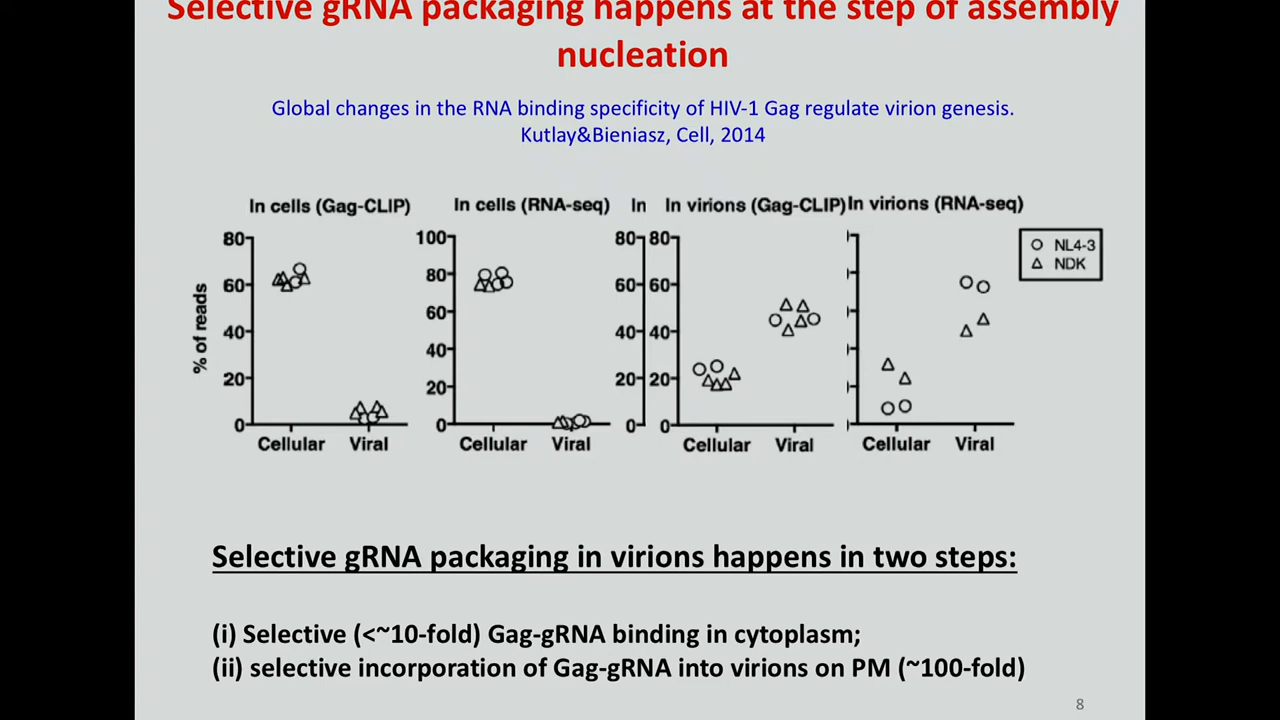 Selective gRNA packaging happens at the step of assembly
nucleation
Global changes in the RNA binding specificity of HIV-1 Gag regulate virion genesis.
Kutlay&Bieniasz, Cell, 2014
In cells (Gag-CLIP)
80
60
40
20
0
% of reads
Cellular Viral
In cells (RNA-seq)
100
80
60
40
20
0
Cellular Viral
In
80
60
40
20
0
In virions (Gag-CLIP)
80
60
40
20
0
Cellular Viral
In virions (RNA-seq)
Cellular Viral
NL4-3
NDK
Selective gRNA packaging in virions happens in two steps:
(i) Selective (<~10-fold) Gag-gRNA binding in cytoplasm;
(ii) selective incorporation of Gag-gRNA into virions on PM (~100-fold)
8